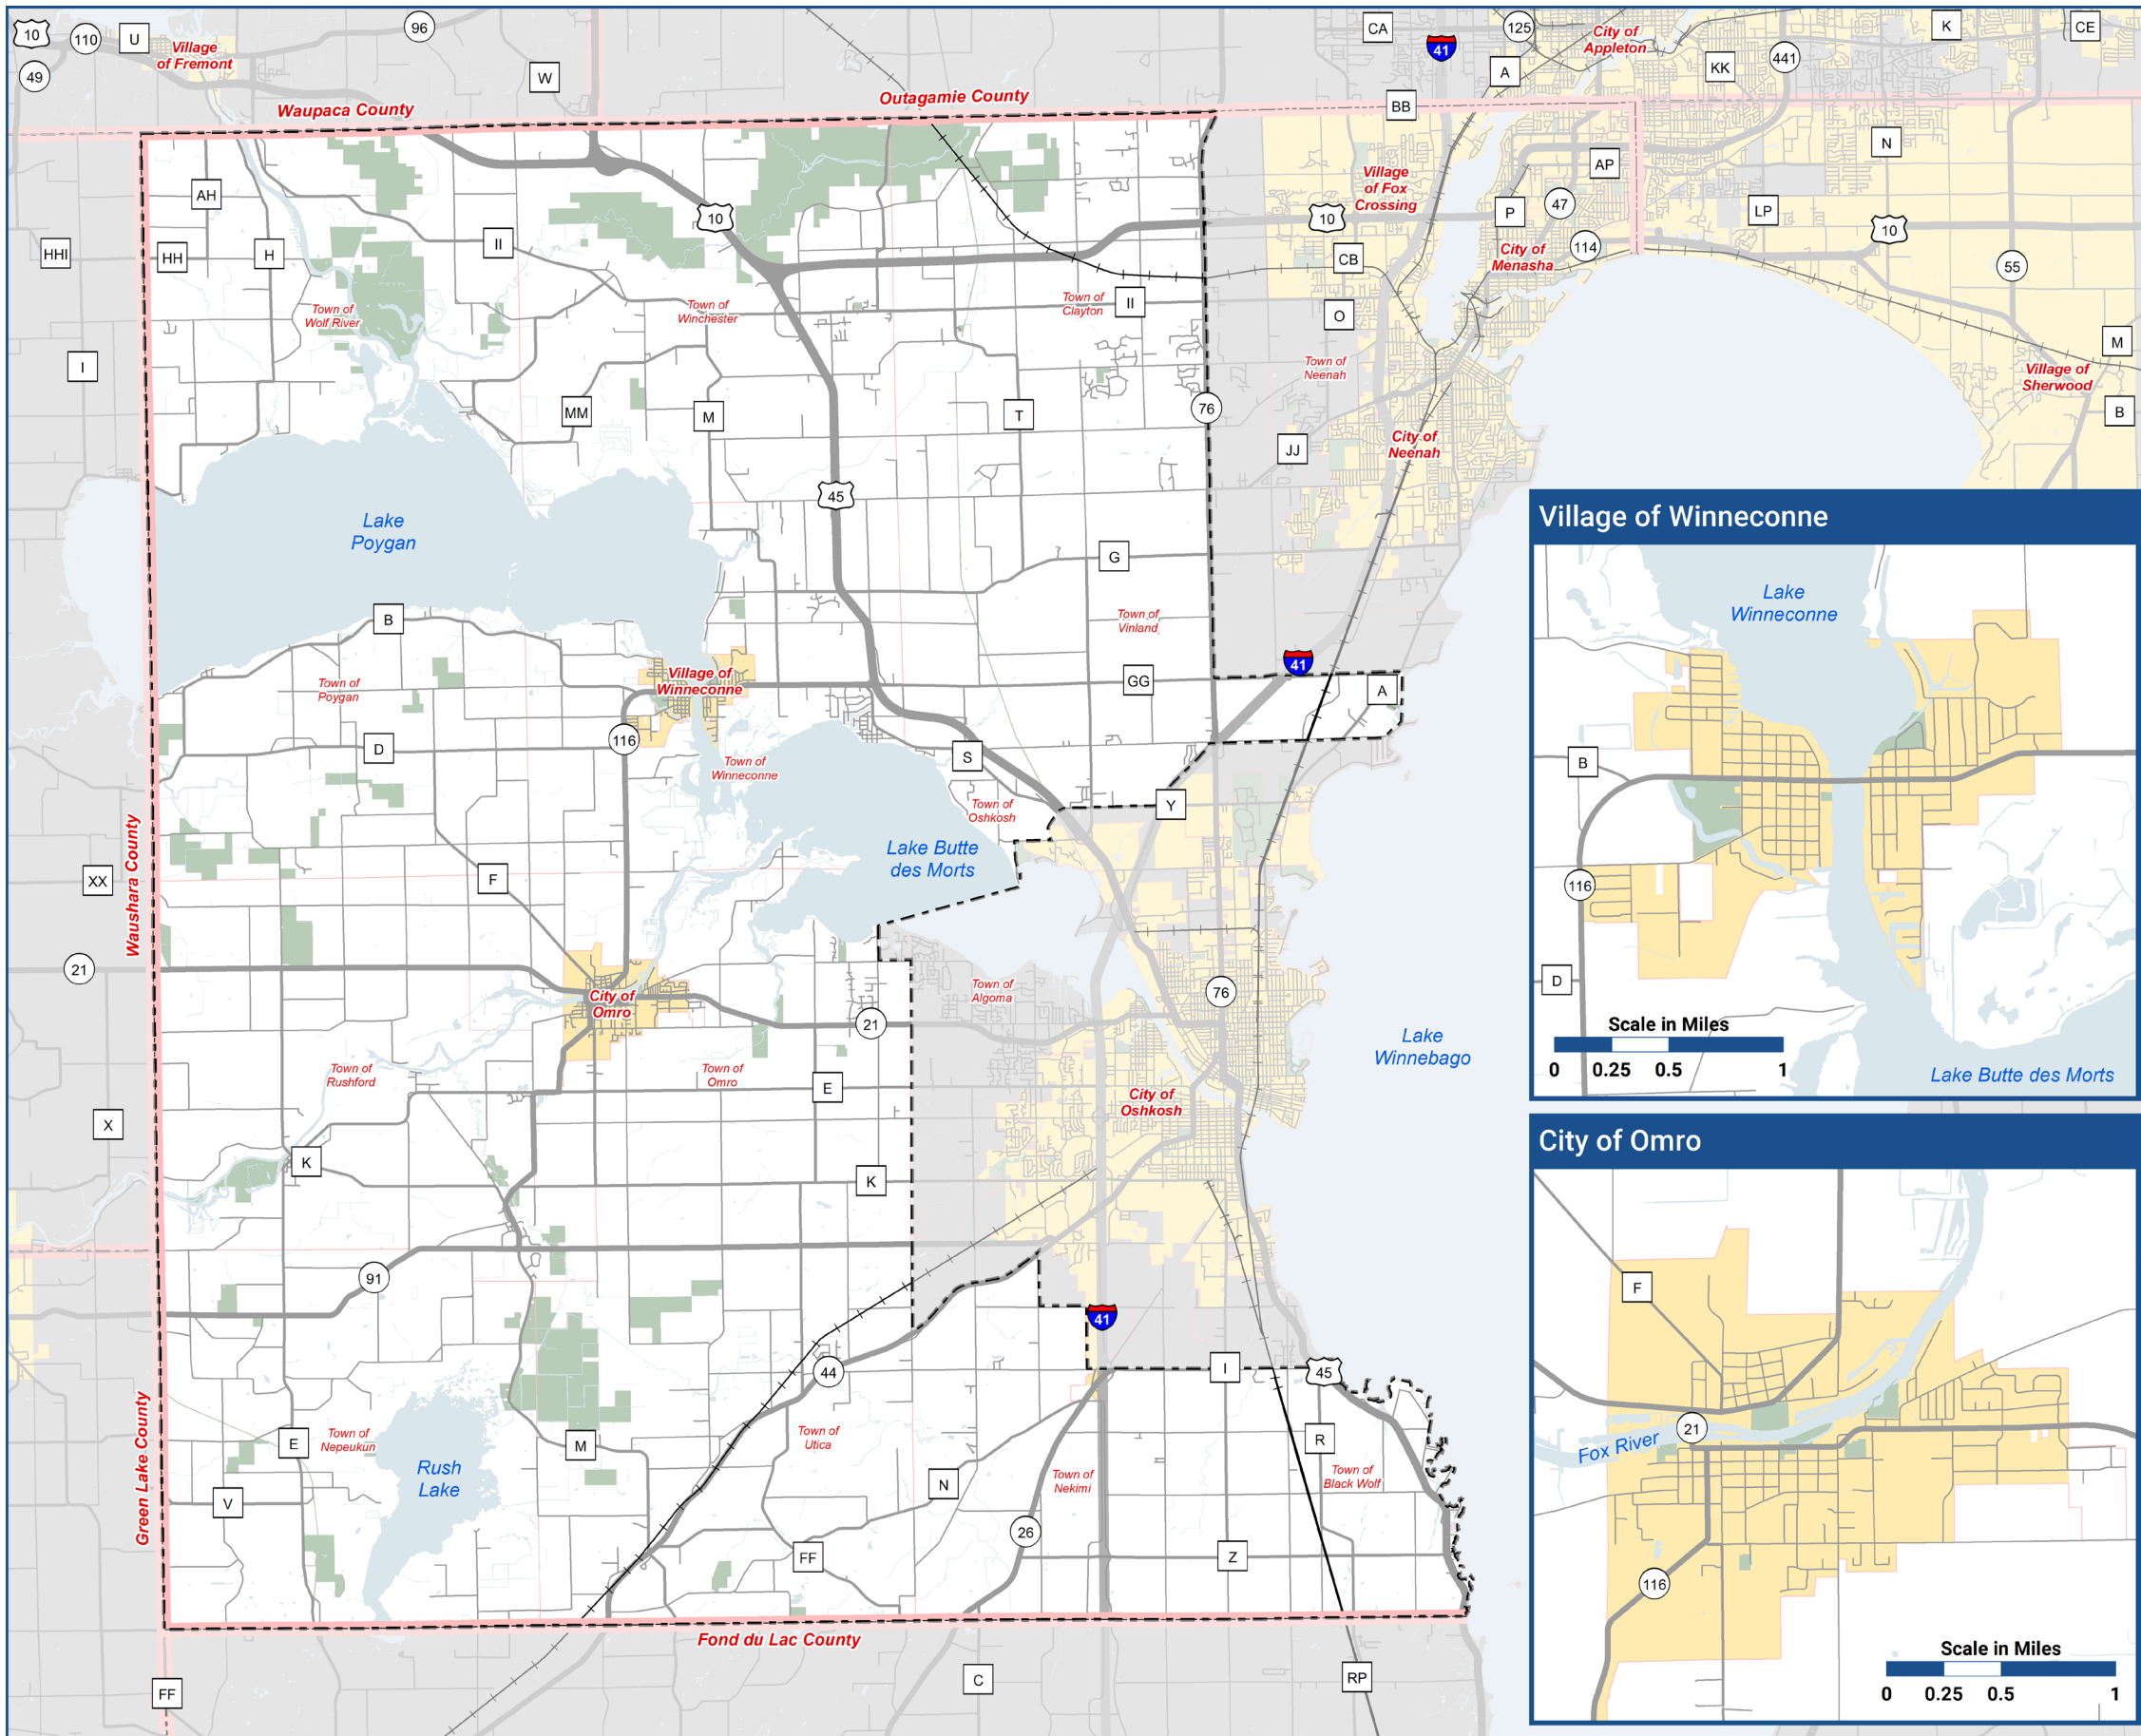 10
110
U
Village
of Fremont
96
49
W
CA
41
125
City of
Appleton
A
KK
441
K
CE
Waupaca County
Outagamie County
BB
N
AP
Village
of Fox
Crossing
AH
10
10
P
47
LP
10
HHI
HH
H
II
CB
City of
Menasha
114
55
Town of
Wolf River
Town of
Winchester
Town of
Clayton
II
O
I
Town of
Neenah
M
Village of
Sherwood
MM
M
T
76
B
City of
Neenah
JJ
45
Lake
Poygan
G
B
Town of
Vinland
41
Town of
Poygan
Village of
Winneconne
GG
A
D
116
Town of
Winneconne
S
Town of
Oshkosh
Y
Waushara County
XX
F
Lake Butte
des Morts
21
City of
Omro
Town of
Algoma
76
21
Lake
Winnebago
Town of
Rushford
Town of
Omro
E
City of
Oshkosh
X
K
K
91
41
44
I
45
Green Lake County
E
Town of
Nepeukun
M
Town of
Utica
R
Rush
Lake
N
Town of
Nekimi
Town of
Black Wolf
V
26
FF
Z
Fond du Lac County
FF
C
RP
Village of Winneconne
Lake
Winneconne
B
116
D
Scale in Miles
0 0.25 0.5 1
Lake Butte des Morts
City of Omro
F
21
Fox River
116
Scale in Miles
0 0.25 0.5 1